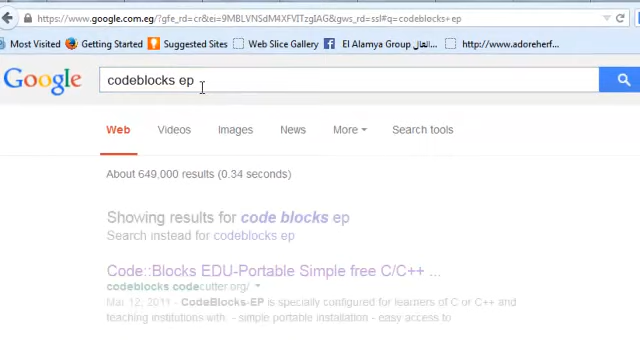 https://www.google.com.eg/?gfe_rd=cr&ei=9MBLVNSdM4XFVITzgIAG&gws_rd=ssl#q=codeblocks+ep
Most Visited Getting Started Suggested Sites Web Slice Gallery El Alamya Group انتقال ... http://www.adoreherf...
Google codeblocks ep
Web Videos Images News More Search tools
About 649,000 results (0.34 seconds)
Showing results for code blocks ep
Search instead for codeblocks ep
Code::Blocks EDU-Portable Simple free C/C++ ...
codeblocks.codecutter.org/
Mar 12, 2011 - CodeBlocks-EP is specially configured for learners of C or C++ and
teaching institutions with. - simple portable installation - easy access to